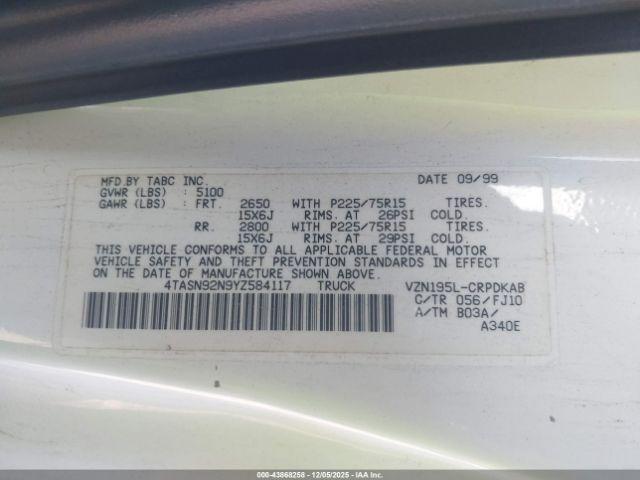 MFD.BY TABC INC. DATE 09/99
GVWR (LBS) : 5100
GAWR (LBS) : FRT. 2650 WITH P225/75R15 TIRES.
15X6J RIMS. AT 26PSI COLD.
RR. 2800 WITH P225/75R15 TIRES.
15X6J RIMS. AT 29PSI COLD.
THIS VEHICLE CONFORMS TO ALL APPLICABLE FEDERAL MOTOR
VEHICLE SAFETY AND THEFT PREVENTION STANDARDS IN EFFECT
ON THE DATE OF MANUFACTURE SHOWN ABOVE.
4TASN92N9YZ584117 TRUCK VZN195L-CRPDKAB
C/TR 056/FJ10
A/TM B03A/
A340E
000-43868258 - 12/05/2025 - IAAI.COM